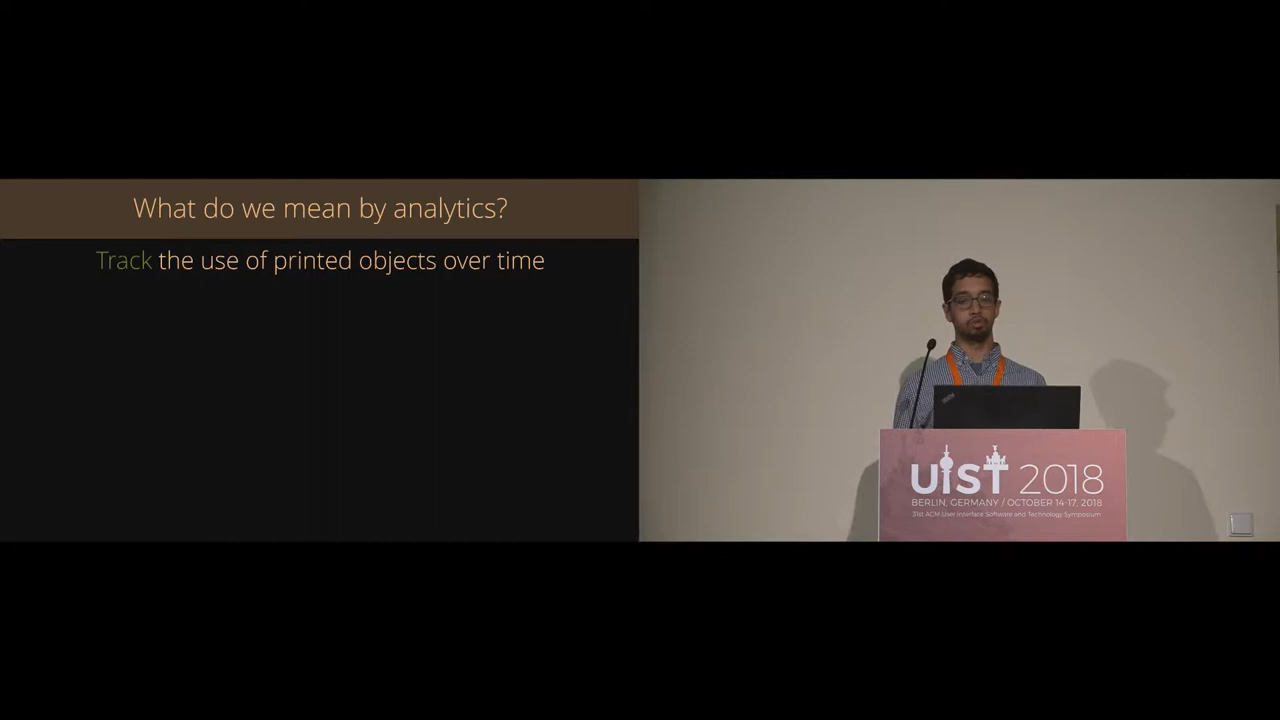 What do we mean by analytics?
Track the use of printed objects over time
UIST 2018
BERLIN, GERMANY / OCTOBER 14-17, 2018
31st ACM User Interface Software and Technology Symposium